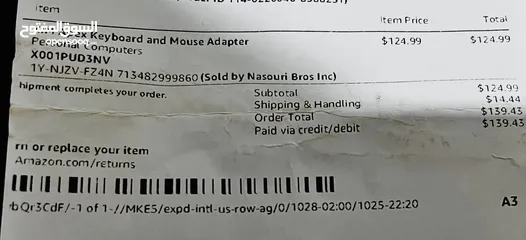 السوق المفتوح
Item Item Price Total
Keyboard and Mouse Adapter $124.99 $124.99
Computers
X001PUD3NV
1Y-NJZV-FZ4N 713482999860 (Sold by Nasouri Bros Inc)
hipment completes your order.
Subtotal $124.99
Shipping & Handling $14.44
Order Total $139.43
Paid via credit/debit $139.43
rn or replace your item
Amazon.com/returns
bQr3CdF/-1 of 1-//MKE5/expd-intl-us-row-ag/0/1028-02:00/1025-22:20 A3